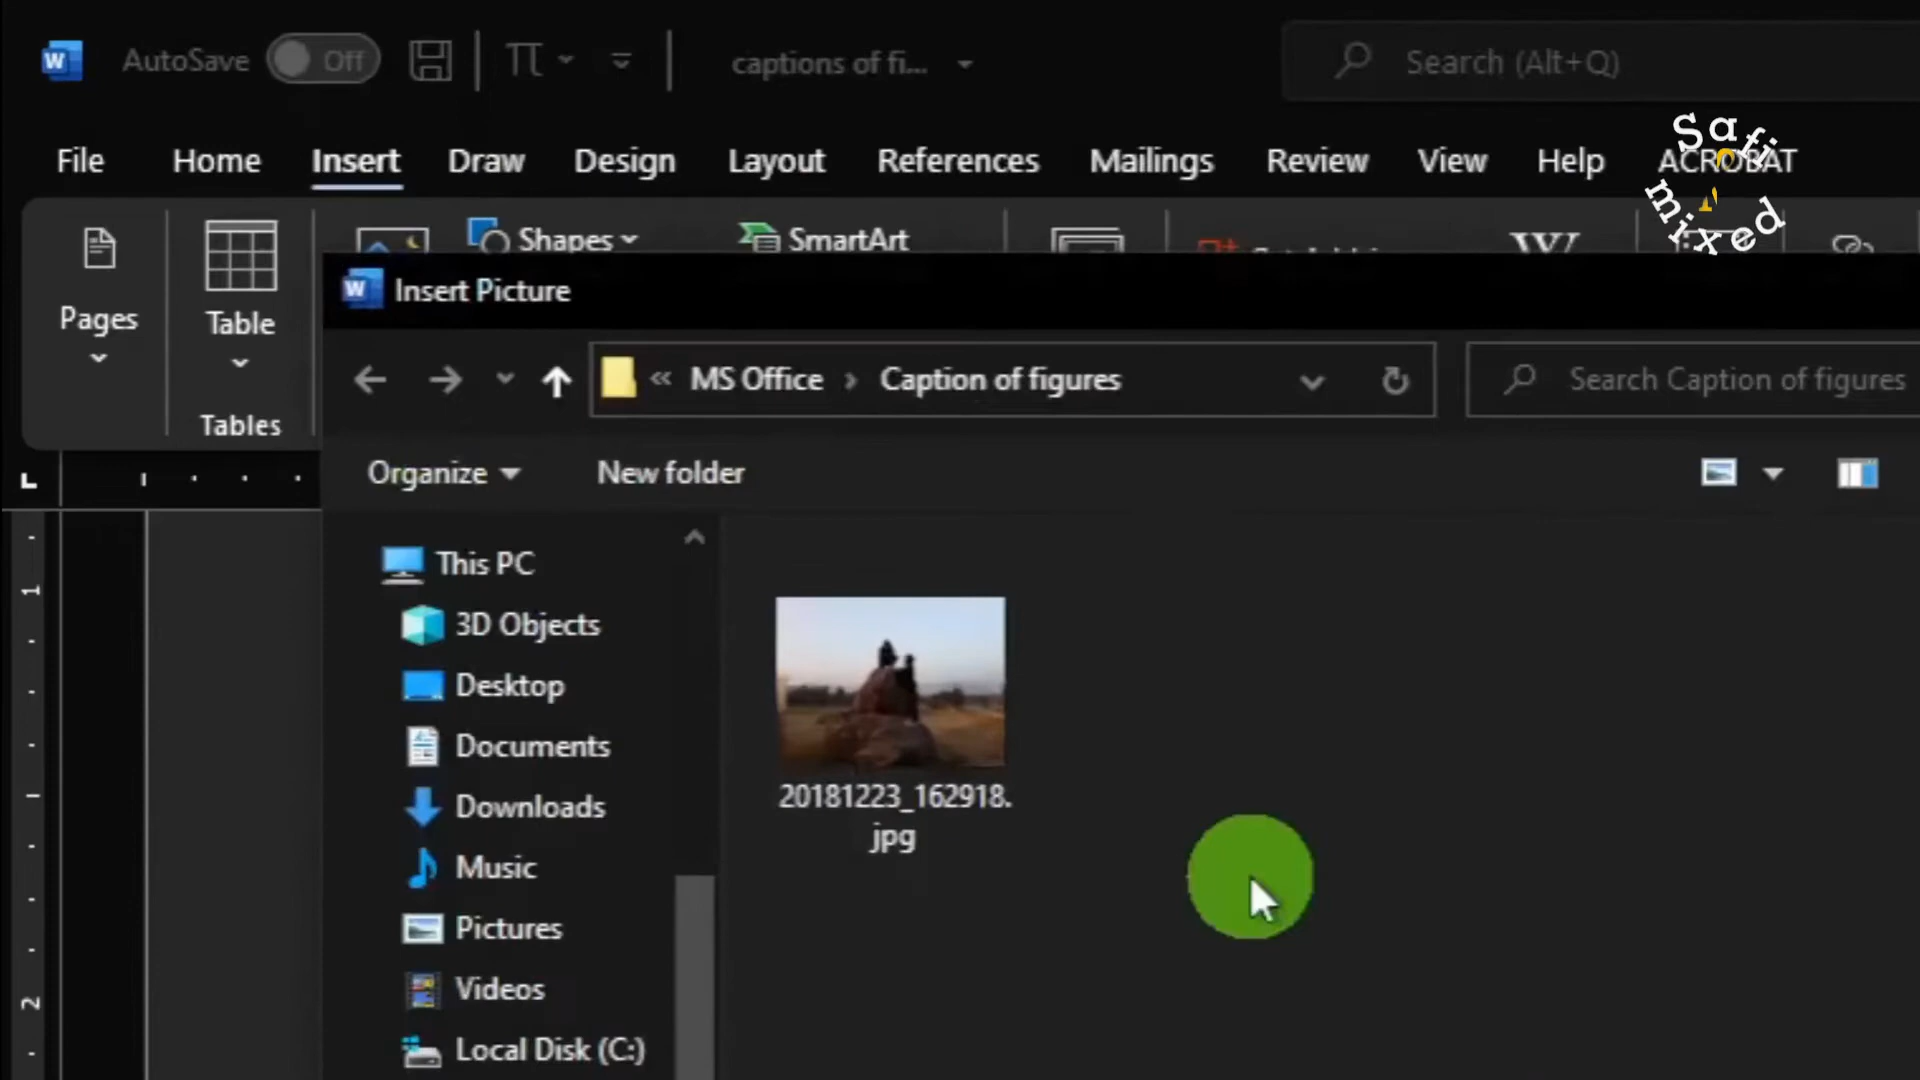 AutoSave Off
captions of fi...
Search (Alt+Q)
File Home Insert Draw Design Layout References Mailings Review View Help ACROBAT
Safi
mixed
Pages
Table
Tables
Shapes
SmartArt
W
Insert Picture
« MS Office › Caption of figures
Search Caption of figures
Organize
New folder
This PC
3D Objects
Desktop
Documents
Downloads
Music
Pictures
Videos
Local Disk (C:)
20181223_162918.
jpg
1
2